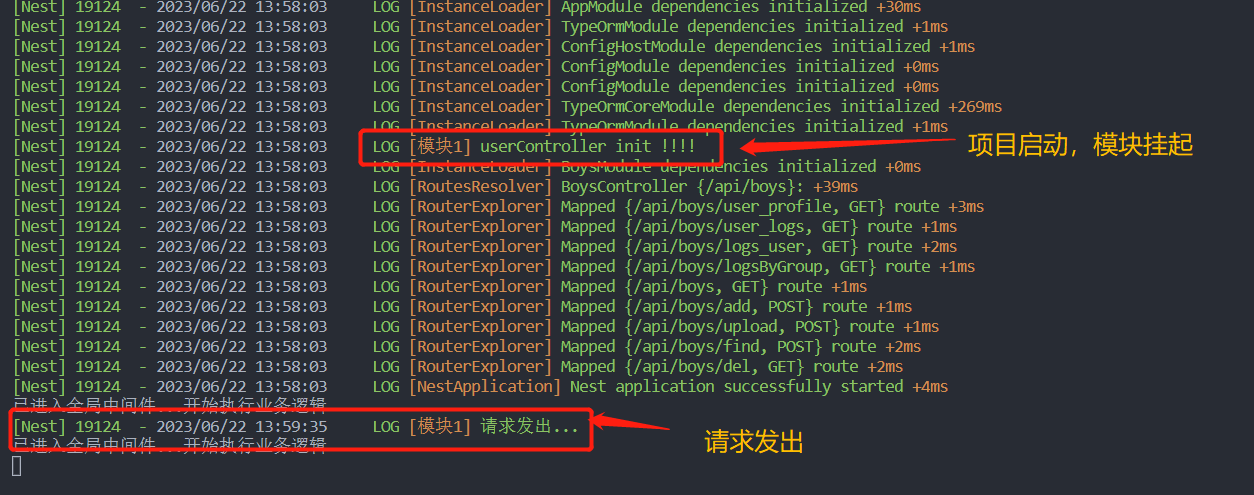 [Nest] 19124  - 2023/06/22 13:58:03     LOG [InstanceLoader] AppModule dependencies initialized +30ms
[Nest] 19124  - 2023/06/22 13:58:03     LOG [InstanceLoader] TypeOrmModule dependencies initialized +1ms
[Nest] 19124  - 2023/06/22 13:58:03     LOG [InstanceLoader] ConfigHostModule dependencies initialized +1ms
[Nest] 19124  - 2023/06/22 13:58:03     LOG [InstanceLoader] ConfigModule dependencies initialized +0ms
[Nest] 19124  - 2023/06/22 13:58:03     LOG [InstanceLoader] ConfigModule dependencies initialized +0ms
[Nest] 19124  - 2023/06/22 13:58:03     LOG [InstanceLoader] TypeOrmCoreModule dependencies initialized +269ms
[Nest] 19124  - 2023/06/22 13:58:03     LOG [InstanceLoader] TypeOrmModule dependencies initialized +1ms
[Nest] 19124  - 2023/06/22 13:58:03     LOG [模块1] userController init !!!!
项目启动，模块挂起
[Nest] 19124  - 2023/06/22 13:58:03     LOG [InstanceLoader] BoysModule dependencies initialized +0ms
[Nest] 19124  - 2023/06/22 13:58:03     LOG [RoutesResolver] BoysController {/api/boys}: +39ms
[Nest] 19124  - 2023/06/22 13:58:03     LOG [RouterExplorer] Mapped {/api/boys/user_profile, GET} route +3ms
[Nest] 19124  - 2023/06/22 13:58:03     LOG [RouterExplorer] Mapped {/api/boys/user_logs, GET} route +1ms
[Nest] 19124  - 2023/06/22 13:58:03     LOG [RouterExplorer] Mapped {/api/boys/logs_user, GET} route +2ms
[Nest] 19124  - 2023/06/22 13:58:03     LOG [RouterExplorer] Mapped {/api/boys/logsByGroup, GET} route +1ms
[Nest] 19124  - 2023/06/22 13:58:03     LOG [RouterExplorer] Mapped {/api/boys, GET} route +1ms
[Nest] 19124  - 2023/06/22 13:58:03     LOG [RouterExplorer] Mapped {/api/boys/add, POST} route +1ms
[Nest] 19124  - 2023/06/22 13:58:03     LOG [RouterExplorer] Mapped {/api/boys/upload, POST} route +1ms
[Nest] 19124  - 2023/06/22 13:58:03     LOG [RouterExplorer] Mapped {/api/boys/find, POST} route +2ms
[Nest] 19124  - 2023/06/22 13:58:03     LOG [RouterExplorer] Mapped {/api/boys/del, GET} route +2ms
[Nest] 19124  - 2023/06/22 13:58:03     LOG [NestApplication] Nest application successfully started +4ms
已进入全局中间件...开始执行业务逻辑
[Nest] 19124  - 2023/06/22 13:59:35     LOG [模块1] 请求发出...
请求发出
已进入全局中间件...开始执行业务逻辑